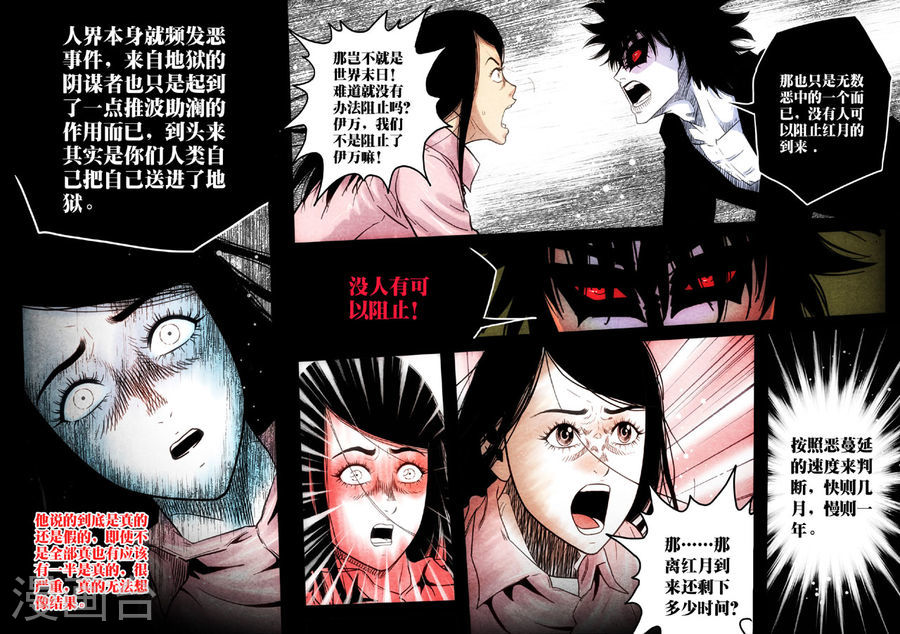 人界本身就频发恶
事件，来自地狱的
阴谋者也只是起到
了一点推波助澜的
作用而已，到头来
其实是你们人类自
己把自己送进了地
狱。
那岂不就是
世界末日！
难道就没有
办法阻止吗？
伊万，我们
不是阻止了
伊万嘛！
那也只是无数
恶中的一个而
已，没有人可
以阻止红月的
到来．
没人有可
以阻止！
按照恶蔓延
的速度来判
断，快则几
月，慢则一
年。
那……那
离红月到
来还剩下
多少时间？
他说的到底是真的
还是假的，即使不
是全部真也有应该
有一半是真的，很
严重，真的无法想
像结果。
漫画台